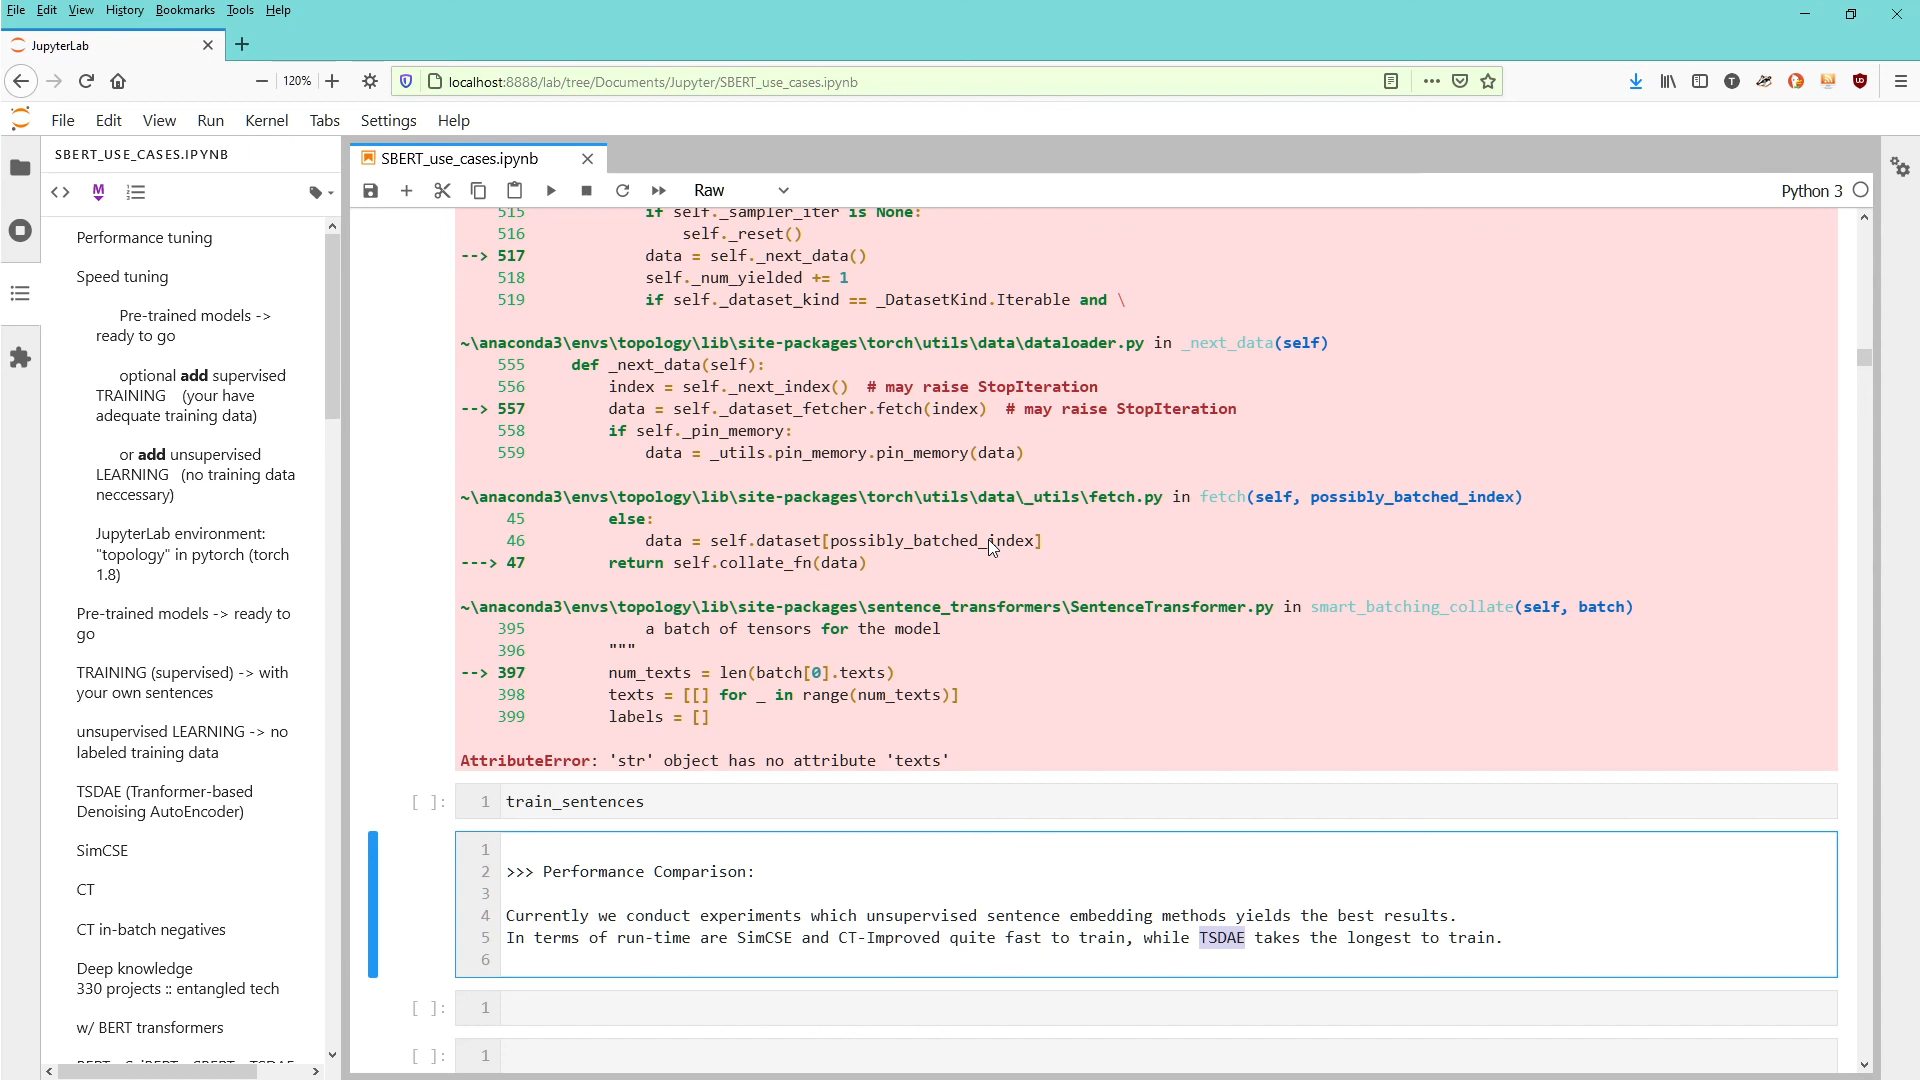 File Edit View History Bookmarks Tools Help
JupyterLab
120%
localhost:8888/lab/tree/Documents/Jupyter/SBERT_use_cases.ipynb
File Edit View Run Kernel Tabs Settings Help
SBERT_USE_CASES.IPYNB
Performance tuning
Speed tuning
Pre-trained models ->
ready to go
optional add supervised
TRAINING (your have
adequate training data)
or add unsupervised
LEARNING (no training data
neccessary)
JupyterLab environment:
"topology" in pytorch (torch
1.8)
Pre-trained models -> ready to
go
TRAINING (supervised) -> with
your own sentences
unsupervised LEARNING -> no
labeled training data
TSDAE (Tranformer-based
Denoising AutoEncoder)
SimCSE
CT
CT in-batch negatives
Deep knowledge
330 projects :: entangled tech
w/ BERT transformers
SBERT_use_cases.ipynb
Raw
Python 3
515 if self._sampler_iter is None:
516 self._reset()
--> 517 data = self._next_data()
518 self._num_yielded += 1
519 if self._dataset_kind == _DatasetKind.Iterable and \
~\anaconda3\envs\topology\lib\site-packages\torch\utils\data\dataloader.py in _next_data(self)
555 def _next_data(self):
556 index = self._next_index() # may raise StopIteration
--> 557 data = self._dataset_fetcher.fetch(index) # may raise StopIteration
558 if self._pin_memory:
559 data = _utils.pin_memory.pin_memory(data)
~\anaconda3\envs\topology\lib\site-packages\torch\utils\data\_utils\fetch.py in fetch(self, possibly_batched_index)
45 else:
46 data = self.dataset[possibly_batched_index]
---> 47 return self.collate_fn(data)
~\anaconda3\envs\topology\lib\site-packages\sentence_transformers\SentenceTransformer.py in smart_batching_collate(self, batch)
395 a batch of tensors for the model
396 """
--> 397 num_texts = len(batch[0].texts)
398 texts = [[] for _ in range(num_texts)]
399 labels = []
AttributeError: 'str' object has no attribute 'texts'
[ ]: 1 train_sentences
1
2 >>> Performance Comparison:
3
4 Currently we conduct experiments which unsupervised sentence embedding methods yields the best results.
5 In terms of run-time are SimCSE and CT-Improved quite fast to train, while TSDAE takes the longest to train.
6
[ ]: 1
[ ]: 1